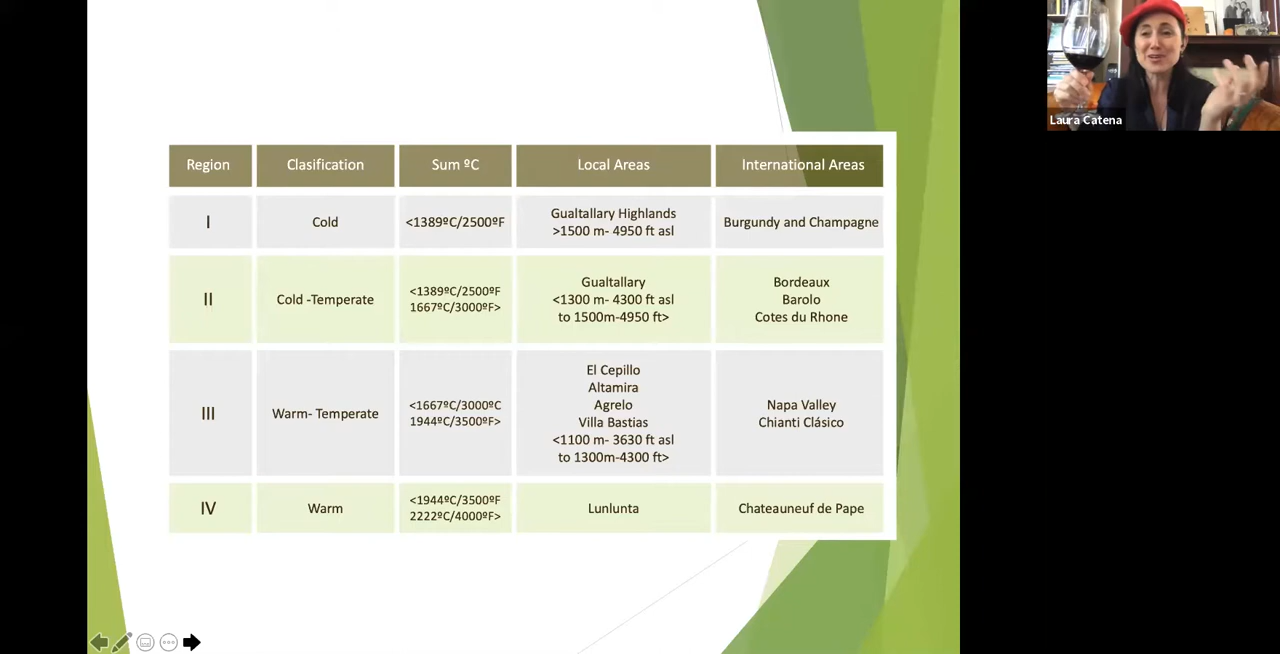 Laura Catena
Region
Clasification
Sum ºC
Local Areas
International Areas
I
Cold
<1389ºC/2500ºF
Gualtallary Highlands
>1500 m- 4950 ft asl
Burgundy and Champagne
II
Cold -Temperate
<1389ºC/2500ºF
1667ºC/3000ºF>
Gualtallary
<1300 m- 4300 ft asl
to 1500m-4950 ft>
Bordeaux
Barolo
Cotes du Rhone
III
Warm- Temperate
<1667ºC/3000ºC
1944ºC/3500ºF>
El Cepillo
Altamira
Agrelo
Villa Bastias
<1100 m- 3630 ft asl
to 1300m-4300 ft>
Napa Valley
Chianti Clásico
IV
Warm
<1944ºC/3500ºF
2222ºC/4000ºF>
Lunlunta
Chateauneuf de Pape